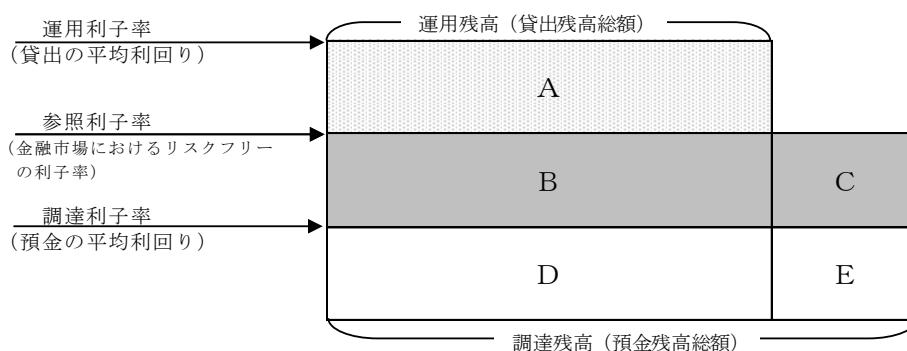 運用利子率
(貸出の平均利回り)
運用残高(貸出残高総額)
A
参照利子率
(金融市場におけるリスクフリー
の利子率)
B
C
調達利子率
(預金の平均利回り)
D
E
調達残高(預金残高総額)